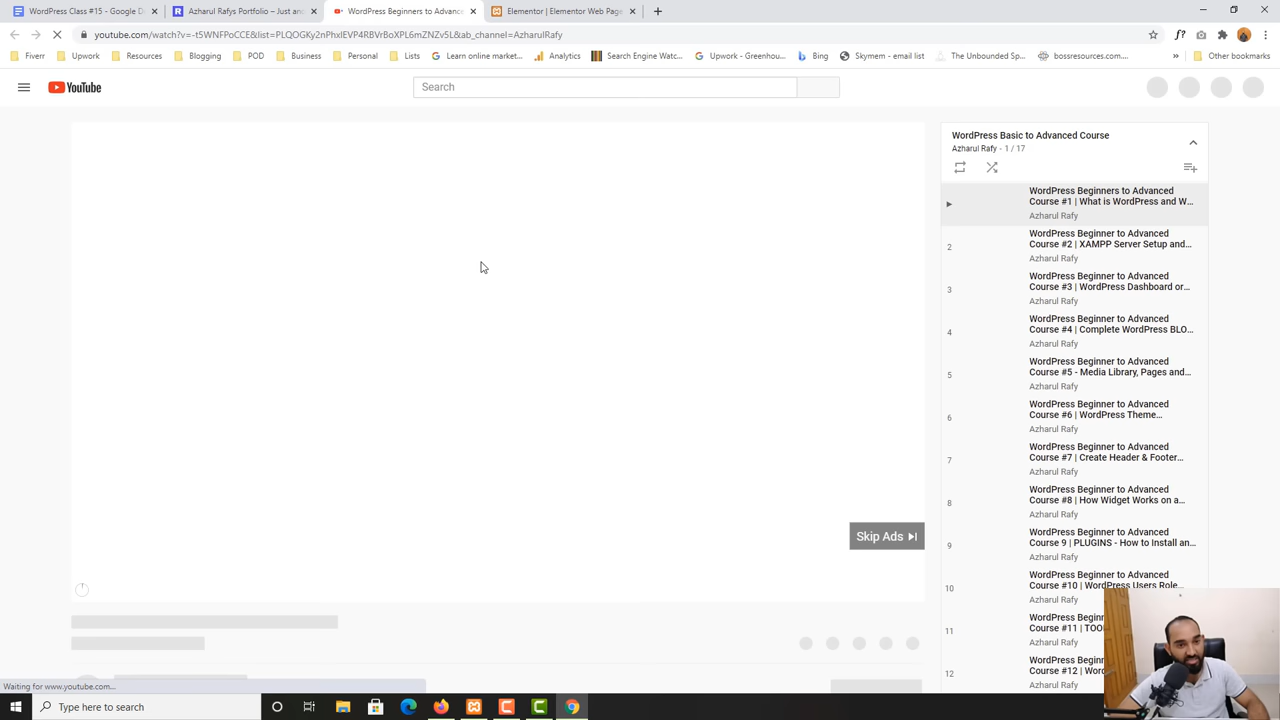 WordPress Class #15 - Google D
Azharul Rafys Portfolio – Just an
WordPress Beginners to Advance
Elementor | Elementor Web Page
youtube.com/watch?v=-t5WNFPoCCE&list=PLQOGKy2nPhxIEVP4RBVrBoXPL6mZNZv5L&ab_channel=AzharulRafy
Fiverr
Upwork
Resources
Blogging
POD
Business
Personal
Lists
Learn online market...
Analytics
Search Engine Watc...
Upwork - Greenhou...
Bing
Skymem - email list
The Unbounded Sp...
bossresources.com....
Other bookmarks
YouTube
Search
WordPress Basic to Advanced Course
Azharul Rafy - 1 / 17
WordPress Beginners to Advanced
Course #1 | What is WordPress and W...
Azharul Rafy
2
WordPress Beginner to Advanced
Course #2 | XAMPP Server Setup and...
Azharul Rafy
3
WordPress Beginner to Advanced
Course #3 | WordPress Dashboard or...
Azharul Rafy
4
WordPress Beginner to Advanced
Course #4 | Complete WordPress BLO...
Azharul Rafy
5
WordPress Beginner to Advanced
Course #5 - Media Library, Pages and...
Azharul Rafy
6
WordPress Beginner to Advanced
Course #6 | WordPress Theme...
Azharul Rafy
7
WordPress Beginner to Advanced
Course #7 | Create Header & Footer...
Azharul Rafy
8
WordPress Beginner to Advanced
Course #8 | How Widget Works on a...
Azharul Rafy
9
WordPress Beginner to Advanced
Course 9 | PLUGINS - How to Install an...
Azharul Rafy
10
WordPress Beginner to Advanced
Course #10 | WordPress Users Role...
Azharul Rafy
11
WordPress Beginn
Course #11 | TOO
Azharul Rafy
12
WordPress Beginn
Course #12 | Word
Azharul Rafy
Skip Ads
Waiting for www.youtube.com...
Type here to search